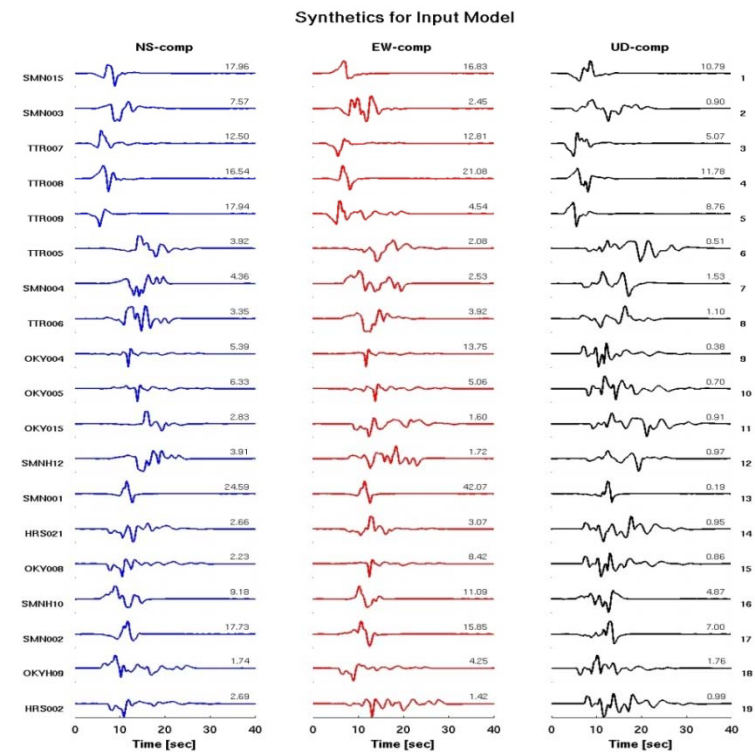 Synthetics for Input Model
NS-comp EW-comp UD-comp
SMN015 17.96 16.83 10.79 1
SMN003 7.57 2.45 0.90 2
TTR007 12.50 12.81 5.07 3
TTR008 16.54 21.08 11.78 4
TTR009 17.94 4.54 8.76 5
TTR005 3.92 2.08 0.51 6
SMN004 4.36 2.53 1.53 7
TTR006 3.35 3.92 1.10 8
OKY004 5.39 13.75 0.38 9
OKY005 6.33 5.06 0.70 10
OKY015 2.83 1.60 0.91 11
SMNH12 3.91 1.72 0.97 12
SMN001 24.59 42.07 0.19 13
HRS021 2.66 3.07 0.95 14
OKY008 2.23 8.42 0.86 15
SMNH10 9.18 11.09 4.87 16
SMN002 17.73 15.85 7.00 17
OKYH09 1.74 4.25 1.76 18
HRS002 2.69 1.42 0.99 19
0 10 20 30 40 0 10 20 30 40 0 10 20 30 40
Time [sec] Time [sec] Time [sec]